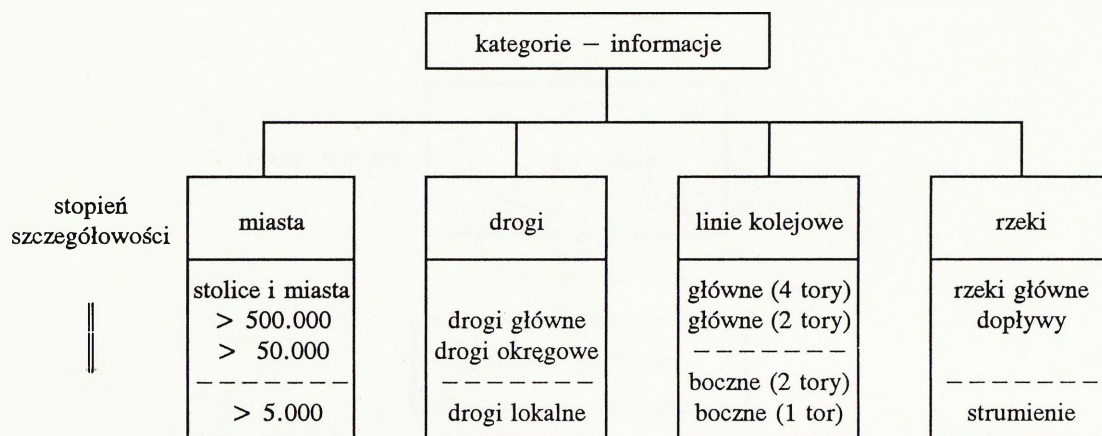 kategorie − informacje
stopień
szczegółowości
miasta
stolice i miasta
> 500.000
> 50.000
> 5.000
drogi
drogi główne
drogi okręgowe
drogi lokalne
linie kolejowe
główne (4 tory)
główne (2 tory)
boczne (2 tory)
boczne (1 tor)
rzeki
rzeki główne
dopływy
strumienie